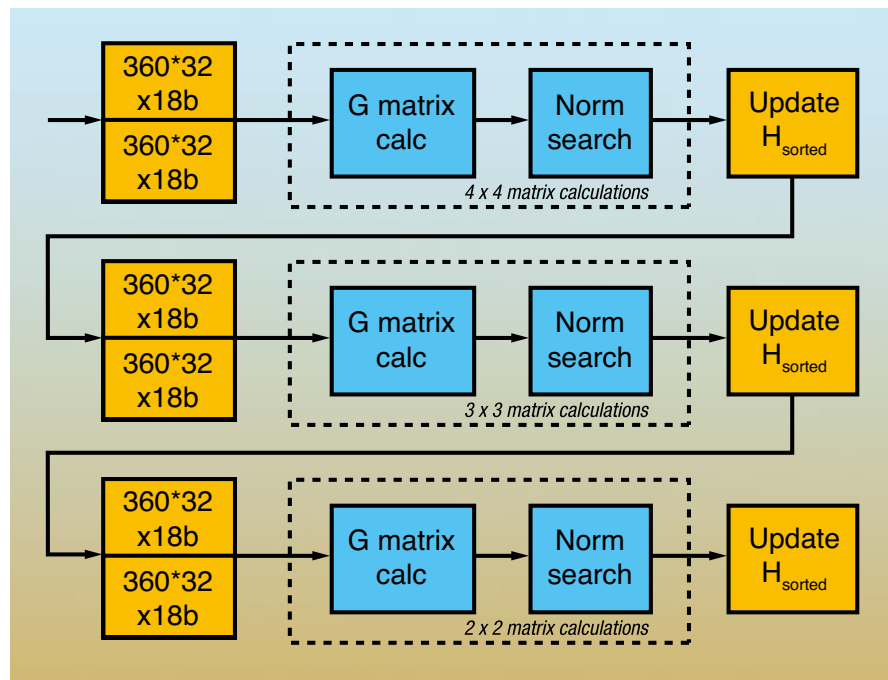 360*32
x18b
360*32
x18b
G matrix
calc
Norm
search
4 x 4 matrix calculations
Update
Hsorted
360*32
x18b
360*32
x18b
G matrix
calc
Norm
search
3 x 3 matrix calculations
Update
Hsorted
360*32
x18b
360*32
x18b
G matrix
calc
Norm
search
2 x 2 matrix calculations
Update
Hsorted